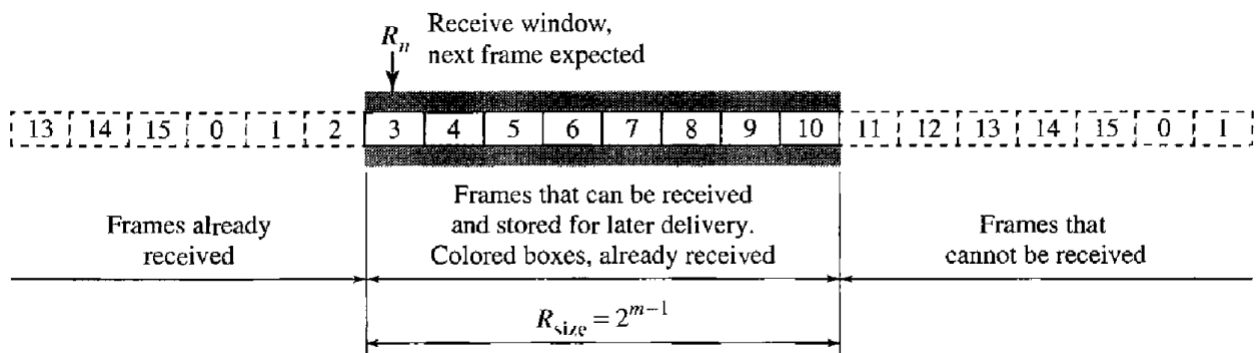 Receive window,
R_n next frame expected
13 14 15 0 1 2 3 4 5 6 7 8 9 10 11 12 13 14 15 0 1
Frames already
received
Frames that can be received
and stored for later delivery.
Colored boxes, already received
Frames that
cannot be received
R_size = 2^{m-1}